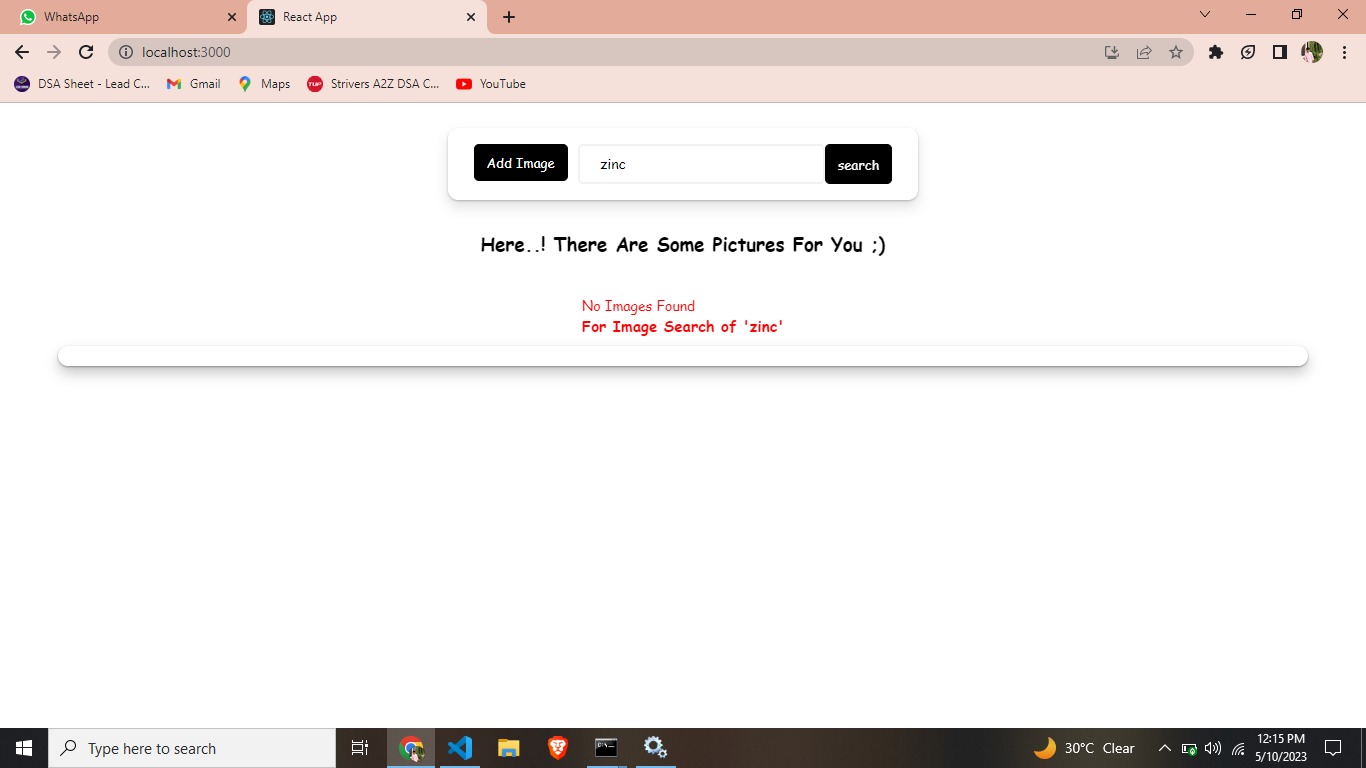 WhatsApp
React App
localhost:3000
DSA Sheet - Lead C...
Gmail
Maps
TUF
Strivers A2Z DSA C...
YouTube
Add Image
zinc
search
Here..! There Are Some Pictures For You ;)
No Images Found
For Image Search of 'zinc'
Type here to search
30°C Clear
12:15 PM
5/10/2023